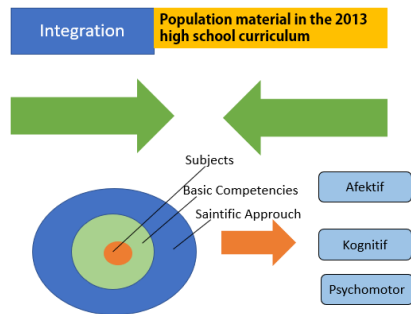 Integration
Population material in the 2013
high school curriculum
Subjects
Basic Competencies
Saintific Approuch
Afektif
Kognitif
Psychomotor